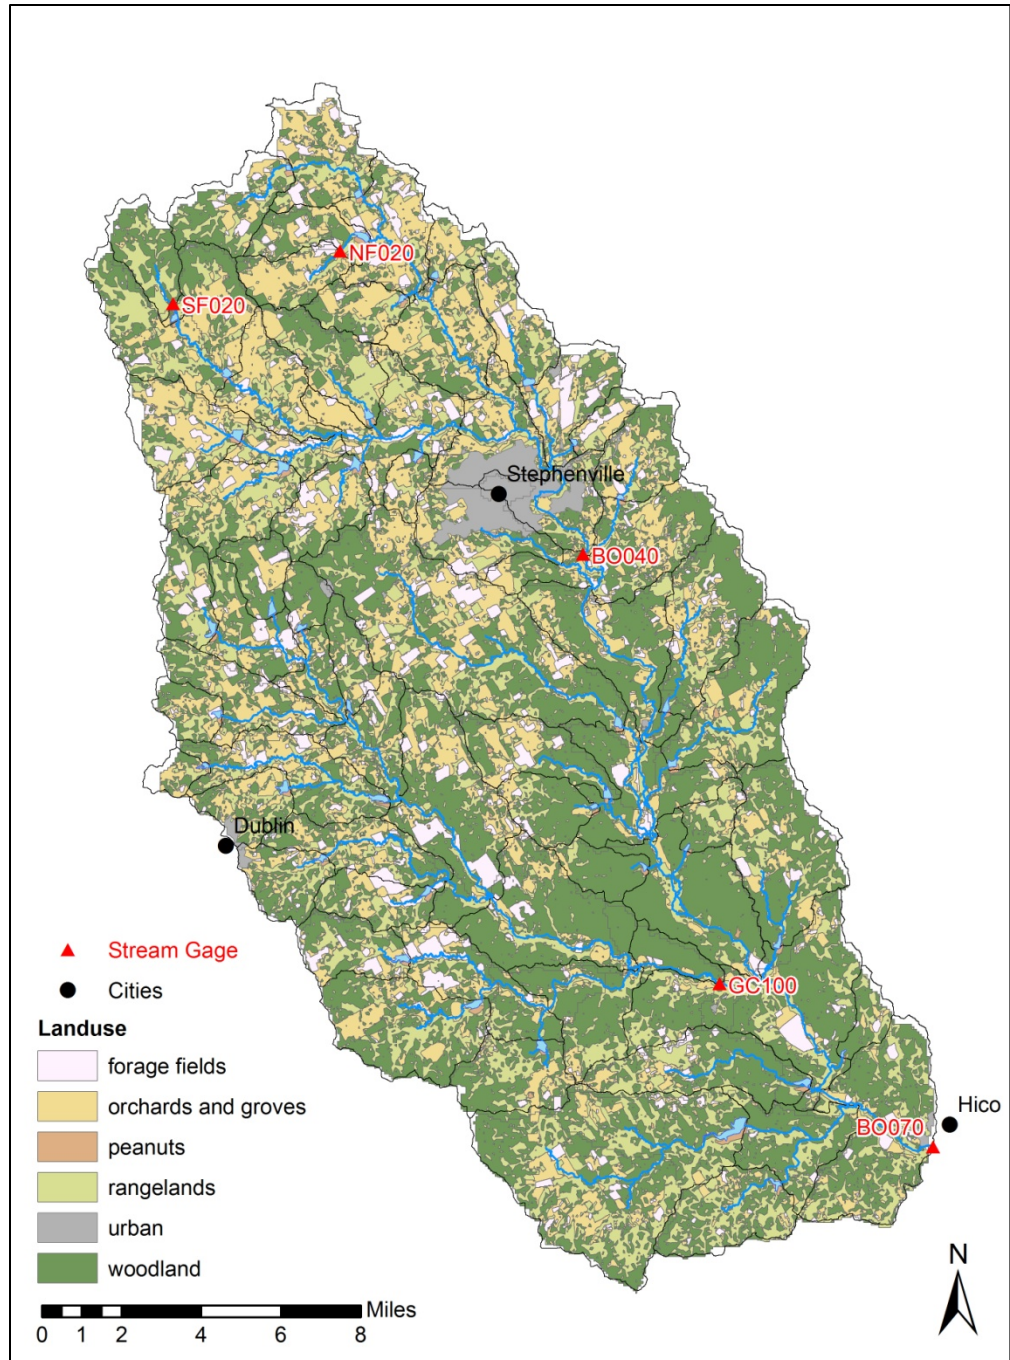 NF020
SF020
Stephenville
BO040
Dublin
Stream Gage
GC100
Cities
Landuse
forage fields
Hico
orchards and groves
BO070
peanuts
rangelands
urban
woodland
N
Miles
0 1 2 4 6 8